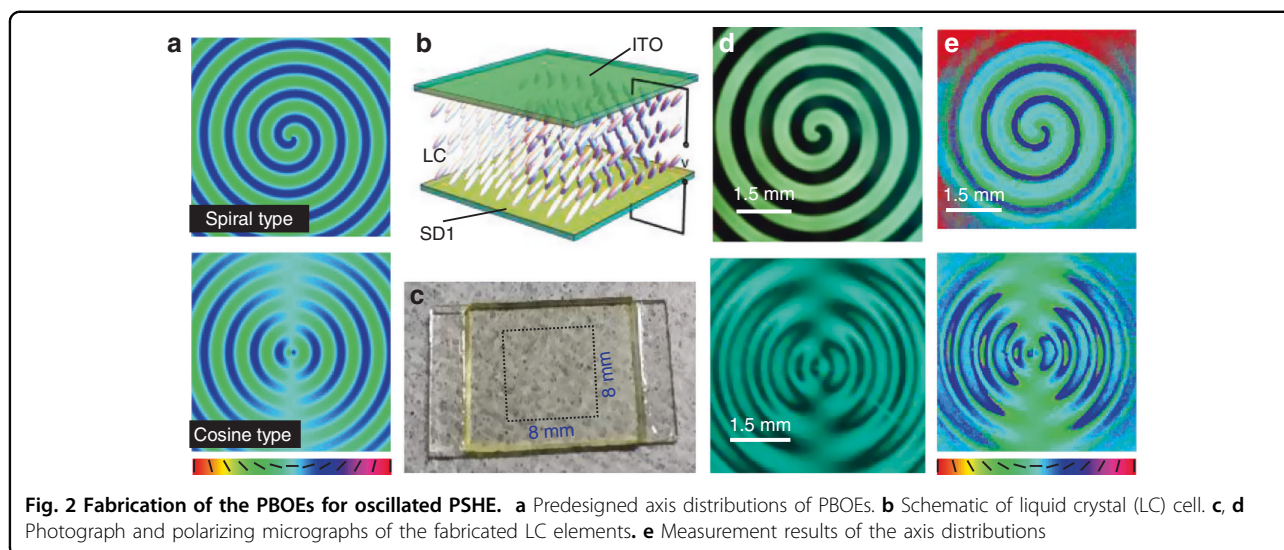 a
Spiral type
Cosine type
b
ITO
LC
V
SD1
c
8 mm
8 mm
d
1.5 mm
1.5 mm
e
1.5 mm
Fig. 2 Fabrication of the PBOEs for oscillated PSHE. a Predesigned axis distributions of PBOEs. b Schematic of liquid crystal (LC) cell. c, d
Photograph and polarizing micrographs of the fabricated LC elements. e Measurement results of the axis distributions